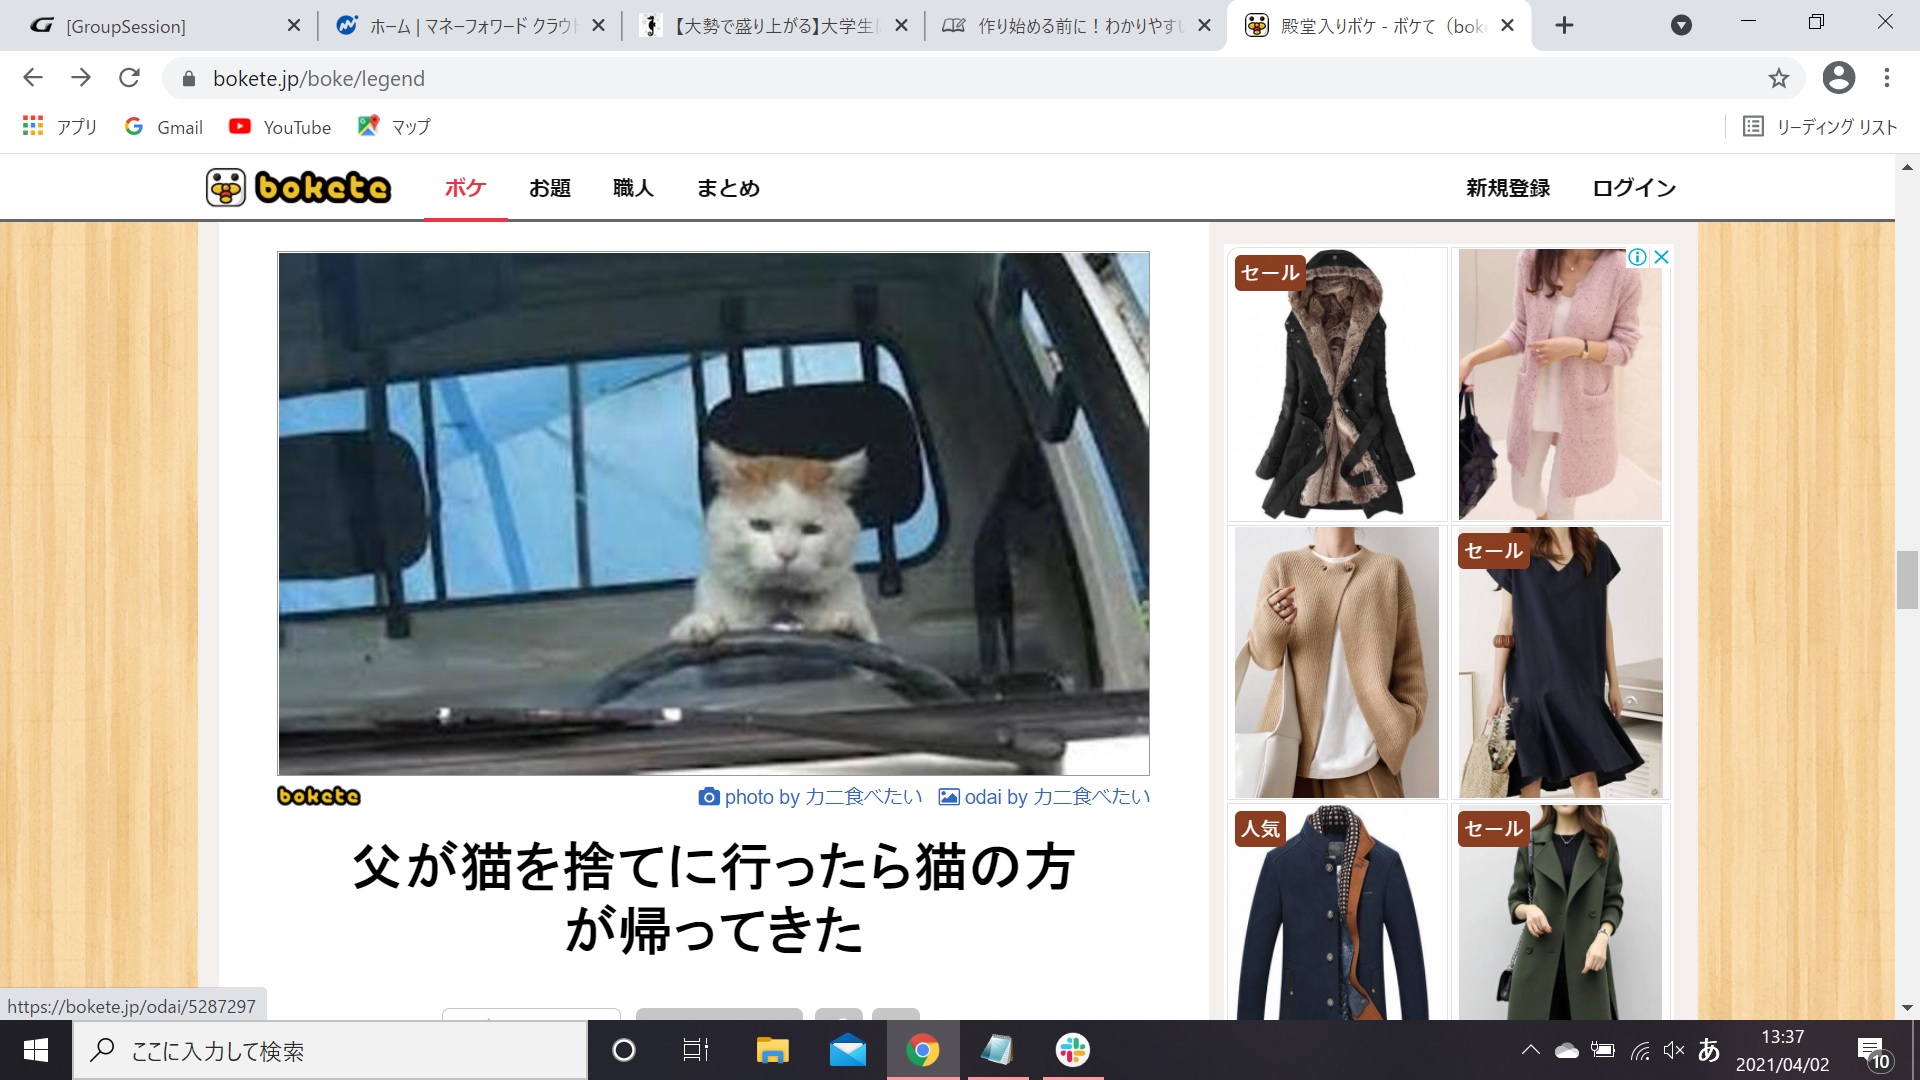 [GroupSession]
ホーム | マネーフォワード クラウド
【大勢で盛り上がる】大学生に
作り始める前に！わかりやすい
殿堂入りボケ - ボケて（boke
bokete.jp/boke/legend
アプリ
Gmail
YouTube
マップ
リーディング リスト
bokete
ボケ
お題
職人
まとめ
新規登録
ログイン
セール
セール
人気
セール
bokete
photo by カニ食べたい
odai by カニ食べたい
父が猫を捨てに行ったら猫の方
が帰ってきた
https://bokete.jp/odai/5287297
ここに入力して検索
あ
13:37
2021/04/02
10